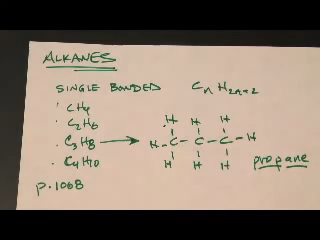 ALKANES
SINGLE BONDED CnH2n+2
CH4
C2H6
C3H8
C4H10
H H H
H-C-C-C-H
H H H
propane
p.1068